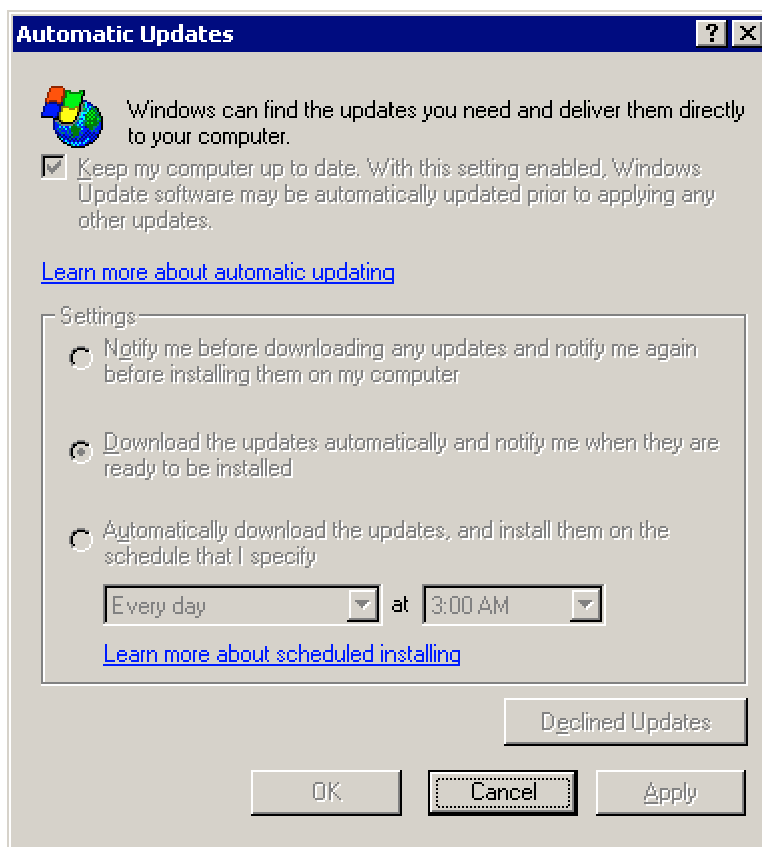 Automatic Updates
Windows can find the updates you need and deliver them directly
to your computer.
Keep my computer up to date. With this setting enabled, Windows
Update software may be automatically updated prior to applying any
other updates.
Learn more about automatic updating
Settings
Notify me before downloading any updates and notify me again
before installing them on my computer
Download the updates automatically and notify me when they are
ready to be installed
Automatically download the updates, and install them on the
schedule that I specify
Every day at 3:00 AM
Learn more about scheduled installing
Declined Updates
OK Cancel Apply